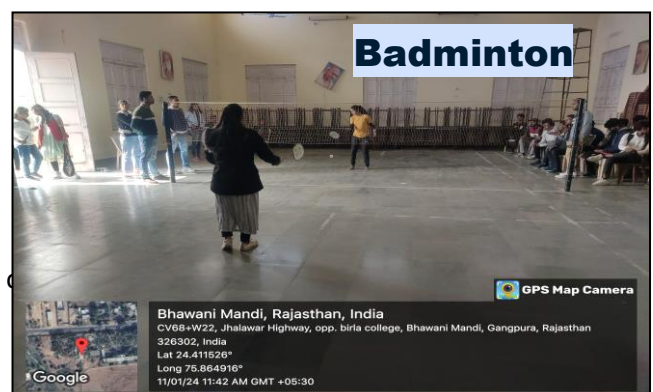 Badminton
GPS Map Camera
Bhawani Mandi, Rajasthan, India
CV68+W22, Jhalawar Highway, opp. birla college, Bhawani Mandi, Gangpura, Rajasthan
326302, India
Lat 24.411526°
Long 75.864916°
11/01/24 11:42 AM GMT +05:30
Google